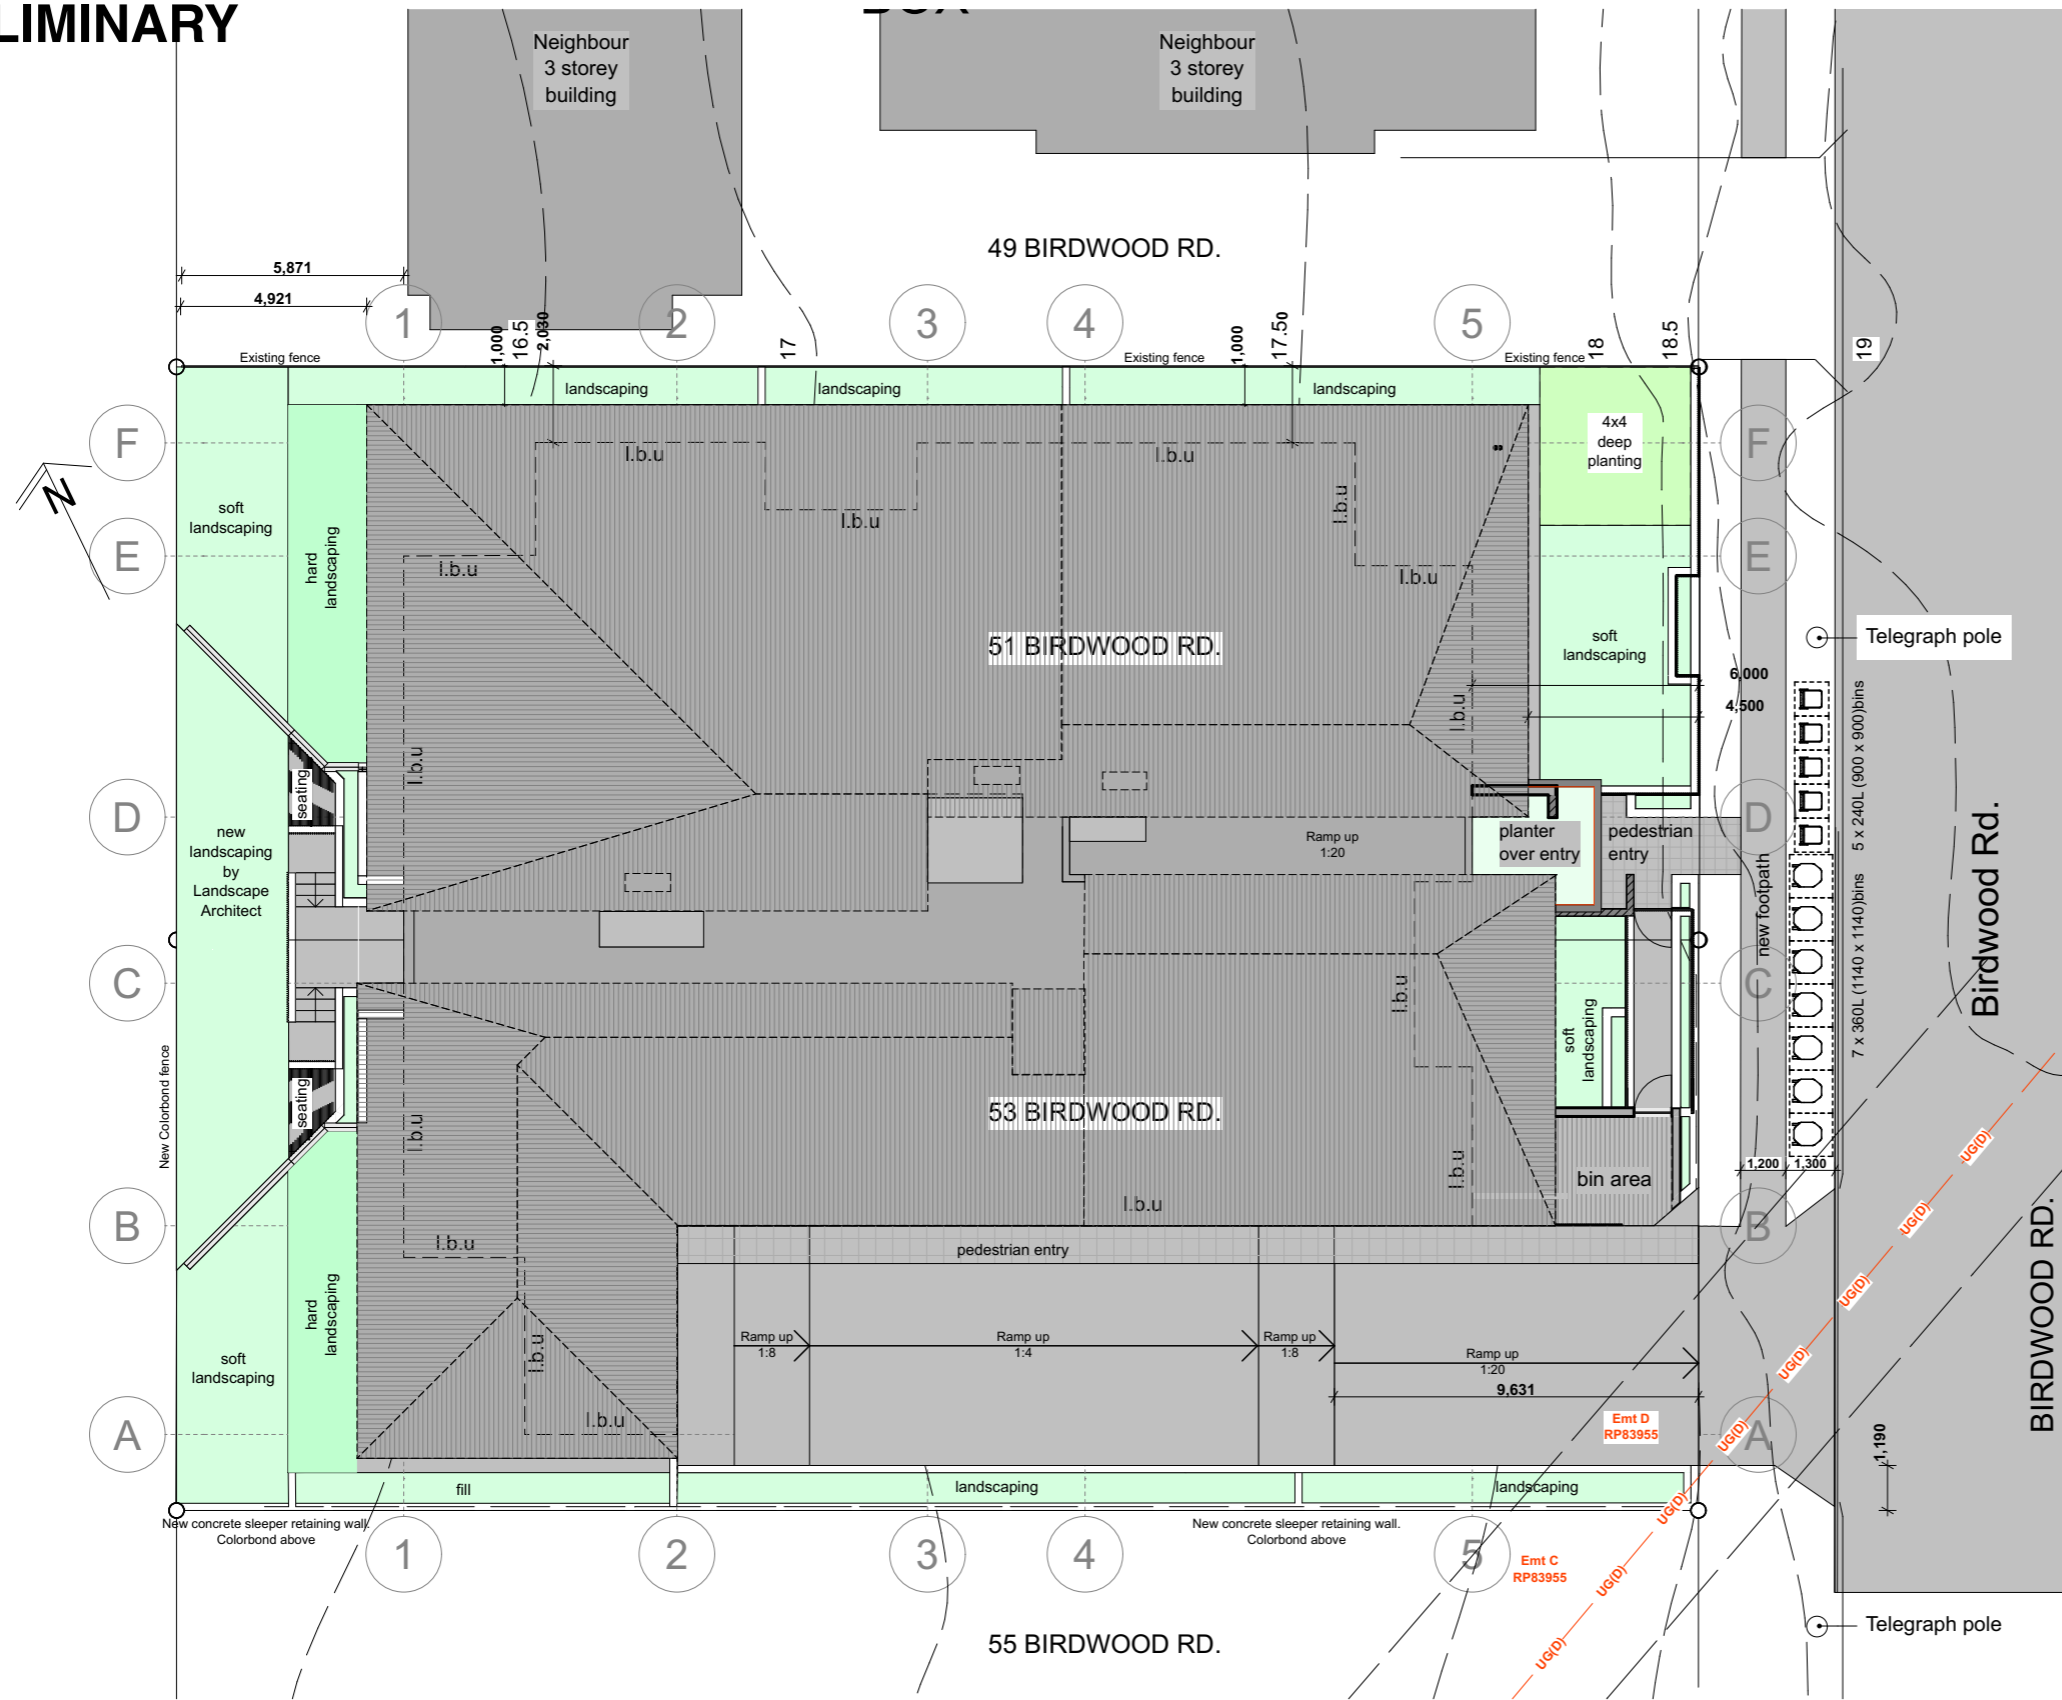 LIMINARY
Neighbour
3 storey
building
Neighbour
3 storey
building
49 BIRDWOOD RD.
5,871
4,921
1
2
3
4
5
1,000
16.5
2,030
17
1,000
17.50
18
18.5
19
Existing fence
Existing fence
Existing fence
landscaping
landscaping
landscaping
F
E
D
C
B
A
N
soft
landscaping
hard
landscaping
l.b.u
l.b.u
l.b.u
l.b.u
l.b.u
l.b.u
4x4
deep
planting
F
E
51 BIRDWOOD RD.
soft
landscaping
Telegraph pole
6,000
4,500
l.b.u
l.b.u
seating
new
landscaping
by
Landscape
Architect
Ramp up
1:20
planter
over entry
pedestrian
entry
D
new footpath
5 x 240L (900 x 900)bins
7 x 360L (1140 x 1140)bins
Birdwood Rd.
C
l.b.u
soft
landscaping
New Colorbond fence
seating
l.b.u
53 BIRDWOOD RD.
l.b.u
l.b.u
bin area
1,200
1,300
B
l.b.u
pedestrian entry
hard
landscaping
soft
landscaping
l.b.u
l.b.u
Ramp up
1:8
Ramp up
1:4
Ramp up
1:8
Ramp up
1:20
9,631
Emt D
RP83955
A
1,190
BIRDWOOD RD.
UG(D)
UG(D)
UG(D)
UG(D)
UG(D)
UG(D)
UG(D)
UG(D)
fill
landscaping
landscaping
New concrete sleeper retaining wall.
Colorbond above
New concrete sleeper retaining wall.
Colorbond above
1
2
3
4
5
Emt C
RP83955
55 BIRDWOOD RD.
Telegraph pole